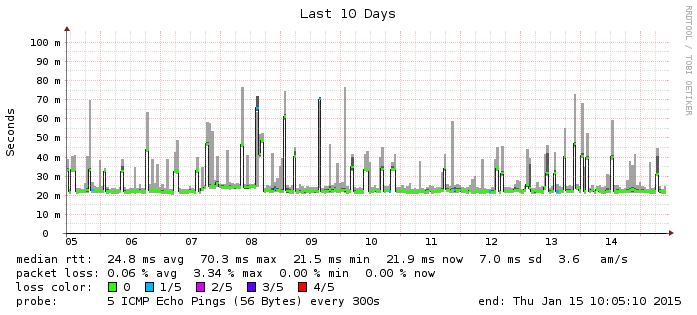 Last 10 Days
RRDTOOL / TOBI OETIKER
Seconds
100 m
90 m
80 m
70 m
60 m
50 m
40 m
30 m
20 m
10 m
0 m
05 06 07 08 09 10 11 12 13 14
median rtt: 24.8 ms avg 70.3 ms max 21.5 ms min 21.9 ms now 7.0 ms sd 3.6 am/s
packet loss: 0.06 % avg 3.34 % max 0.00 % min 0.00 % now
loss color: 0 1/5 2/5 3/5 4/5
probe: 5 ICMP Echo Pings (56 Bytes) every 300s end: Thu Jan 15 10:05:10 2015